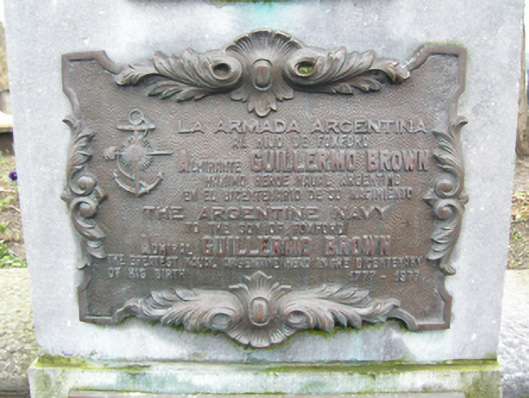 LA ARMADA ARGENTINA
AL HIJO DE FOXFORD
ALMIRANTE GUILLERMO BROWN
MAXIMO HEROE NAVAL ARGENTINO
EN EL BICENTENARIO DE SU NACIMIENTO
THE ARGENTINE NAVY
TO THE SON OF FOXFORD
ADMIRAL GUILLERMO BROWN
THE GREATEST NAVAL ARGENTINE HERO IN THE BICENTENARY
OF HIS BIRTH 1777 - 1977